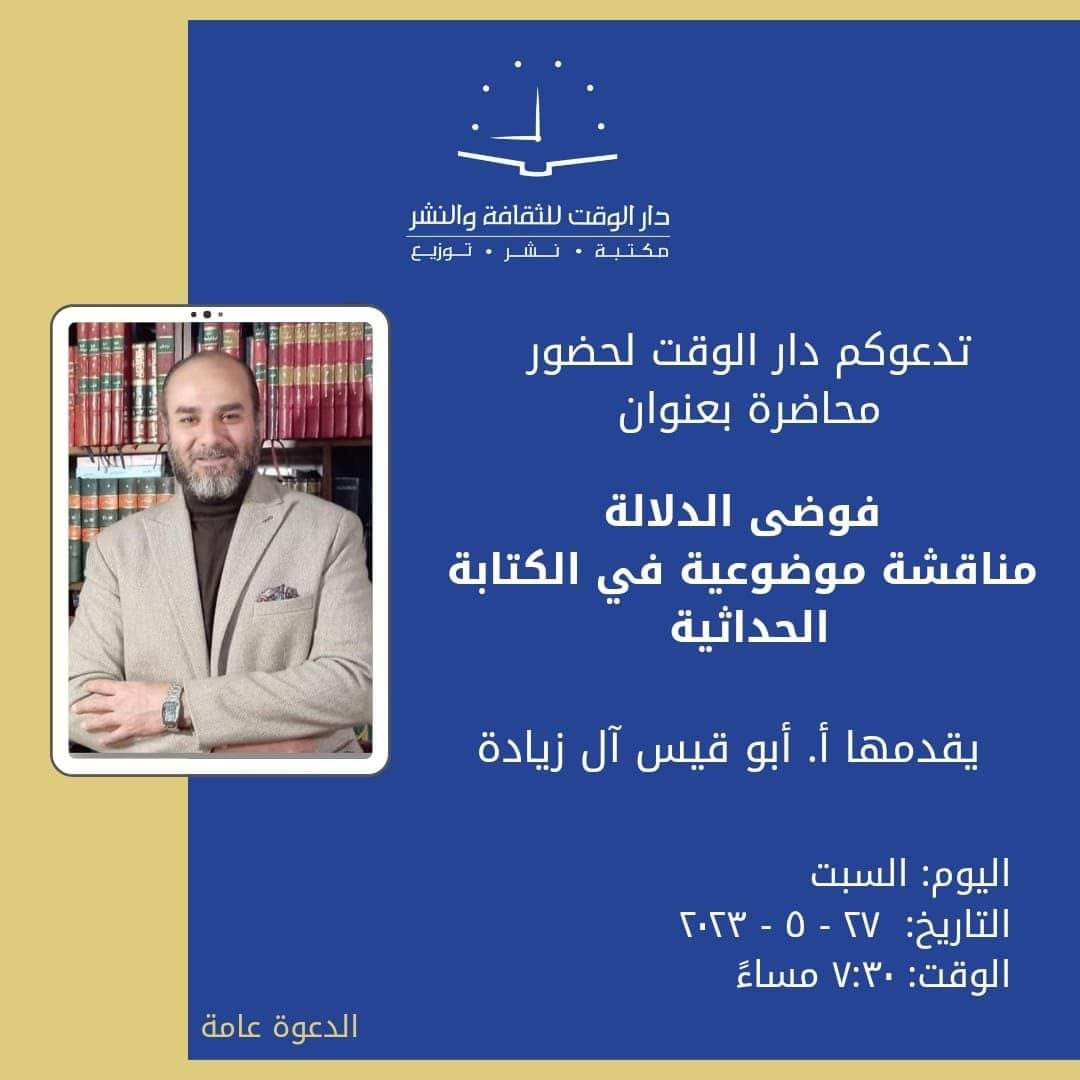 دار الوقت للثقافة والنشر
مكتبة • نشر • توزيع
تدعوكم دار الوقت لحضور
محاضرة بعنوان
فوضى الدلالة
مناقشة موضوعية في الكتابة
الحداثية
يقدمها أ. أبو قيس آل زيادة
اليوم: السبت
التاريخ: ٢٧ - ٥ - ٢٠٢٣
الوقت: ٧:٣٠ مساءً
الدعوة عامة